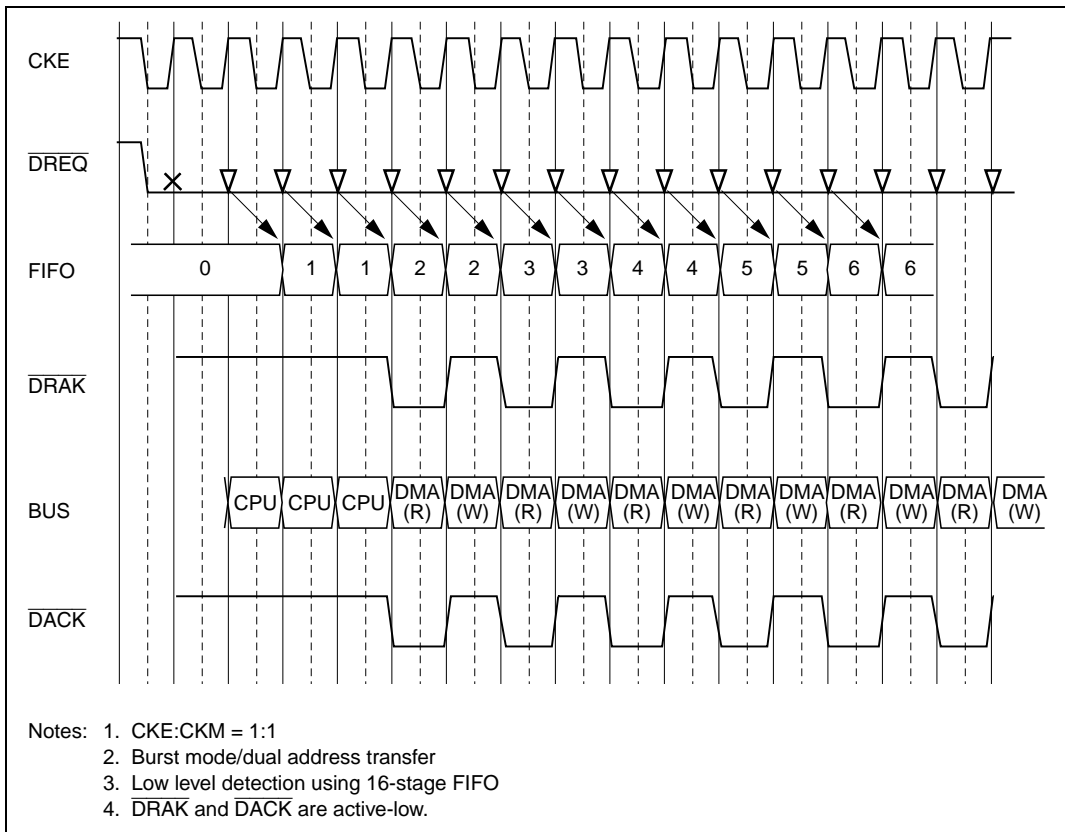 CKE
DREQ
FIFO 0 1 1 2 2 3 3 4 4 5 5 6 6
DRAK
BUS CPU CPU CPU DMA (R) DMA (W) DMA (R) DMA (W) DMA (R) DMA (W) DMA (R) DMA (W) DMA (R) DMA (W) DMA (R) DMA (W)
DACK
Notes: 1. CKE:CKM = 1:1
2. Burst mode/dual address transfer
3. Low level detection using 16-stage FIFO
4. DRAK and DACK are active-low.